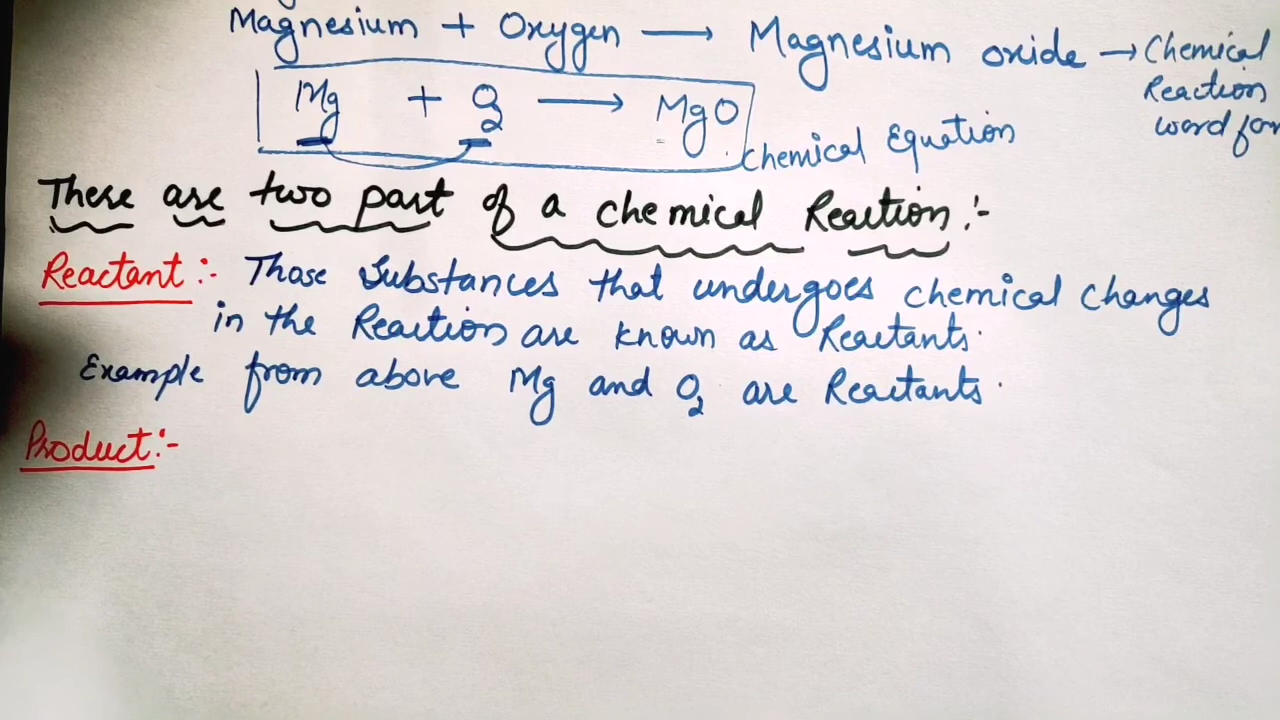 Magnesium + Oxygen → Magnesium oxide → Chemical
Reaction
word for
Mg + O2 → MgO
Chemical Equation
There are two part of a chemical Reaction :-
Reactant :- Those Substances that undergoes chemical changes
in the Reaction are known as Reactants.
Example from above Mg and O2 are Reactants.
Product :-